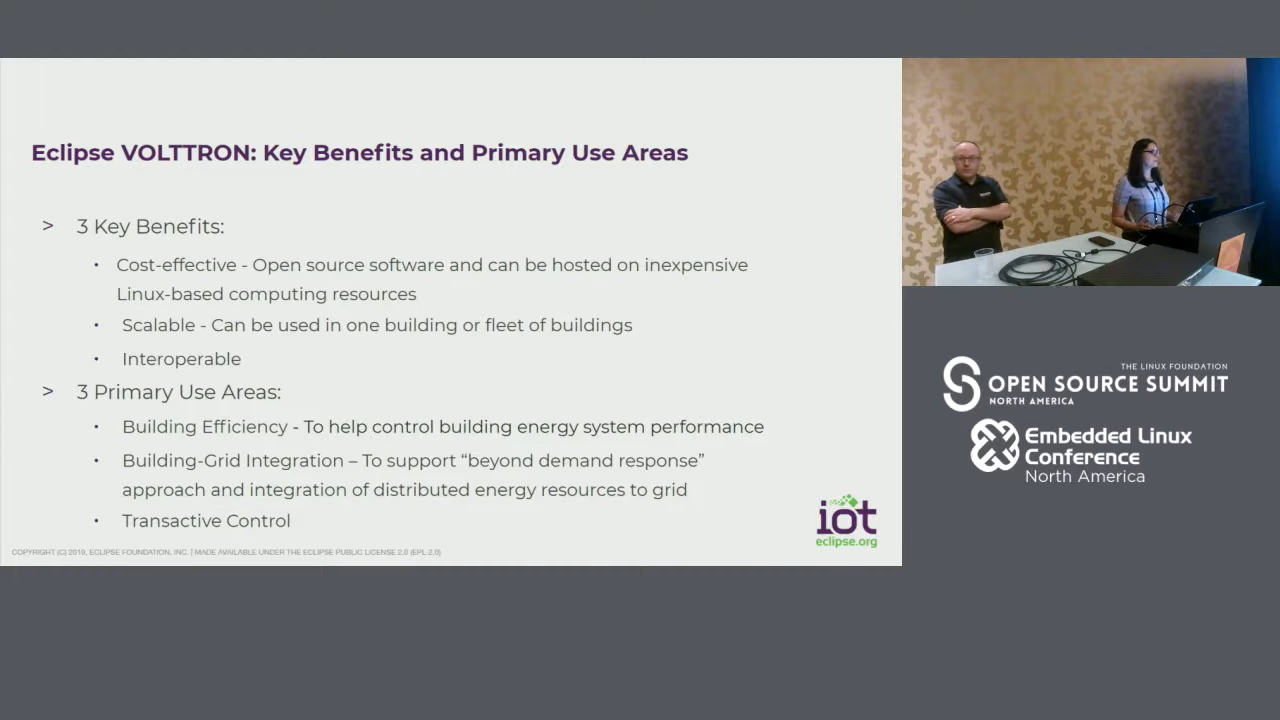 Eclipse VOLTTRON: Key Benefits and Primary Use Areas
> 3 Key Benefits:
• Cost-effective - Open source software and can be hosted on inexpensive
Linux-based computing resources
• Scalable - Can be used in one building or fleet of buildings
• Interoperable
> 3 Primary Use Areas:
• Building Efficiency - To help control building energy system performance
• Building-Grid Integration – To support “beyond demand response”
approach and integration of distributed energy resources to grid
• Transactive Control
iot
eclipse.org
COPYRIGHT (C) 2019, ECLIPSE FOUNDATION, INC. | MADE AVAILABLE UNDER THE ECLIPSE PUBLIC LICENSE 2.0 (EPL-2.0)
THE LINUX FOUNDATION
OPEN SOURCE SUMMIT
NORTH AMERICA
Embedded Linux
Conference
North America